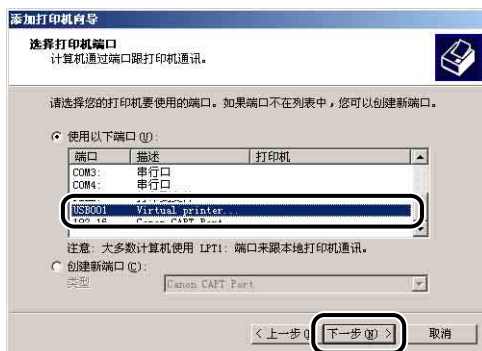 添加打印机向导
选择打印机端口
计算机通过端口跟打印机通讯。
请选择您的打印机要使用的端口。如果端口不在列表中，您可以创建新端口。
使用以下端口(U):
端口 描述 打印机
COM3: 串行口
COM4: 串行口
USB001 Virtual printer...
192.16 Canon CAPT Port
注意: 大多数计算机使用 LPT1: 端口来跟本地打印机通讯。
创建新端口(C):
类型 Canon CAPT Port
<上一步 下一步(N) > 取消